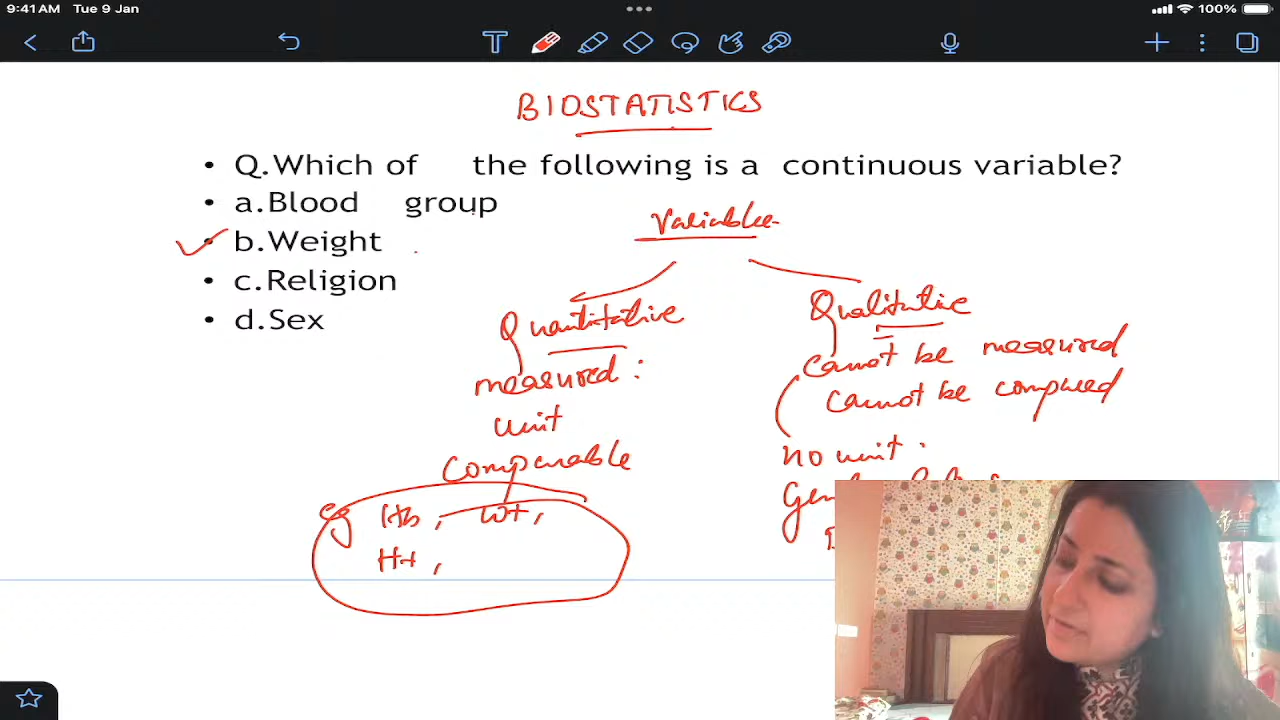 9:41 AM Tue 9 Jan
100%
BIOSTATISTICS
• Q.Which of the following is a continuous variable?
• a.Blood group
• b.Weight
• c.Religion
• d.Sex
Variable
Quantitative
measured :
unit
Comparable
eg Hb, wt,
Ht,
Qualitative
Cannot be measured
Cannot be compared
no unit